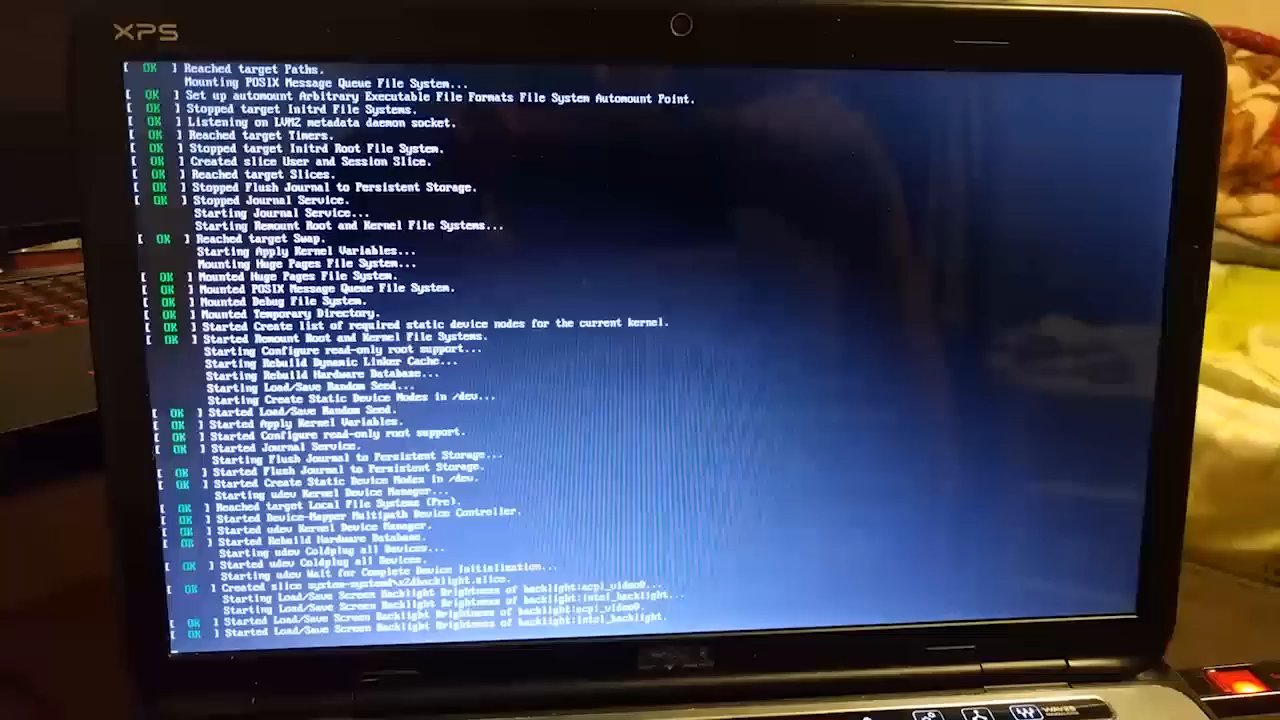 XPS
[ OK ] Reached target Paths.
Mounting POSIX Message Queue File System...
[ OK ] Set up automount Arbitrary Executable File Formats File System Automount Point.
[ OK ] Stopped target Initrd File Systems.
[ OK ] Listening on LVM2 metadata daemon socket.
[ OK ] Reached target Timers.
[ OK ] Stopped target Initrd Root File System.
[ OK ] Created slice User and Session Slice.
[ OK ] Reached target Slices.
[ OK ] Stopped Flush Journal to Persistent Storage.
[ OK ] Stopped Journal Service.
Starting Journal Service...
Starting Remount Root and Kernel File Systems...
[ OK ] Reached target Swap.
Starting Apply Kernel Variables...
Mounting Huge Pages File System...
[ OK ] Mounted Huge Pages File System.
[ OK ] Mounted POSIX Message Queue File System.
[ OK ] Mounted Debug File System.
[ OK ] Mounted Temporary Directory.
[ OK ] Started Create list of required static device nodes for the current kernel.
[ OK ] Started Remount Root and Kernel File Systems.
Starting Configure read-only root support...
Starting Rebuild Dynamic Linker Cache...
Starting Rebuild Hardware Database...
Starting Load/Save Random Seed...
Starting Create Static Device Nodes in /dev...
[ OK ] Started Load/Save Random Seed.
[ OK ] Started Apply Kernel Variables.
[ OK ] Started Configure read-only root support.
[ OK ] Started Journal Service.
Starting Flush Journal to Persistent Storage...
[ OK ] Started Flush Journal to Persistent Storage.
[ OK ] Started Create Static Device Nodes in /dev.
Starting udev Kernel Device Manager...
[ OK ] Reached target Local File Systems (Pre).
[ OK ] Started Device-Mapper Multipath Device Controller.
[ OK ] Started udev Kernel Device Manager.
[ OK ] Started Rebuild Hardware Database.
Starting udev Coldplug all Devices...
[ OK ] Started udev Coldplug all Devices.
Starting udev Wait for Complete Device Initialization...
[ OK ] Created slice system-systemd\x2dbacklight.slice.
Starting Load/Save Screen Backlight Brightness of backlight:acpi_video0...
Starting Load/Save Screen Backlight Brightness of backlight:intel_backlight...
[ OK ] Started Load/Save Screen Backlight Brightness of backlight:acpi_video0.
[ OK ] Started Load/Save Screen Backlight Brightness of backlight:intel_backlight.
DELL
WAVES